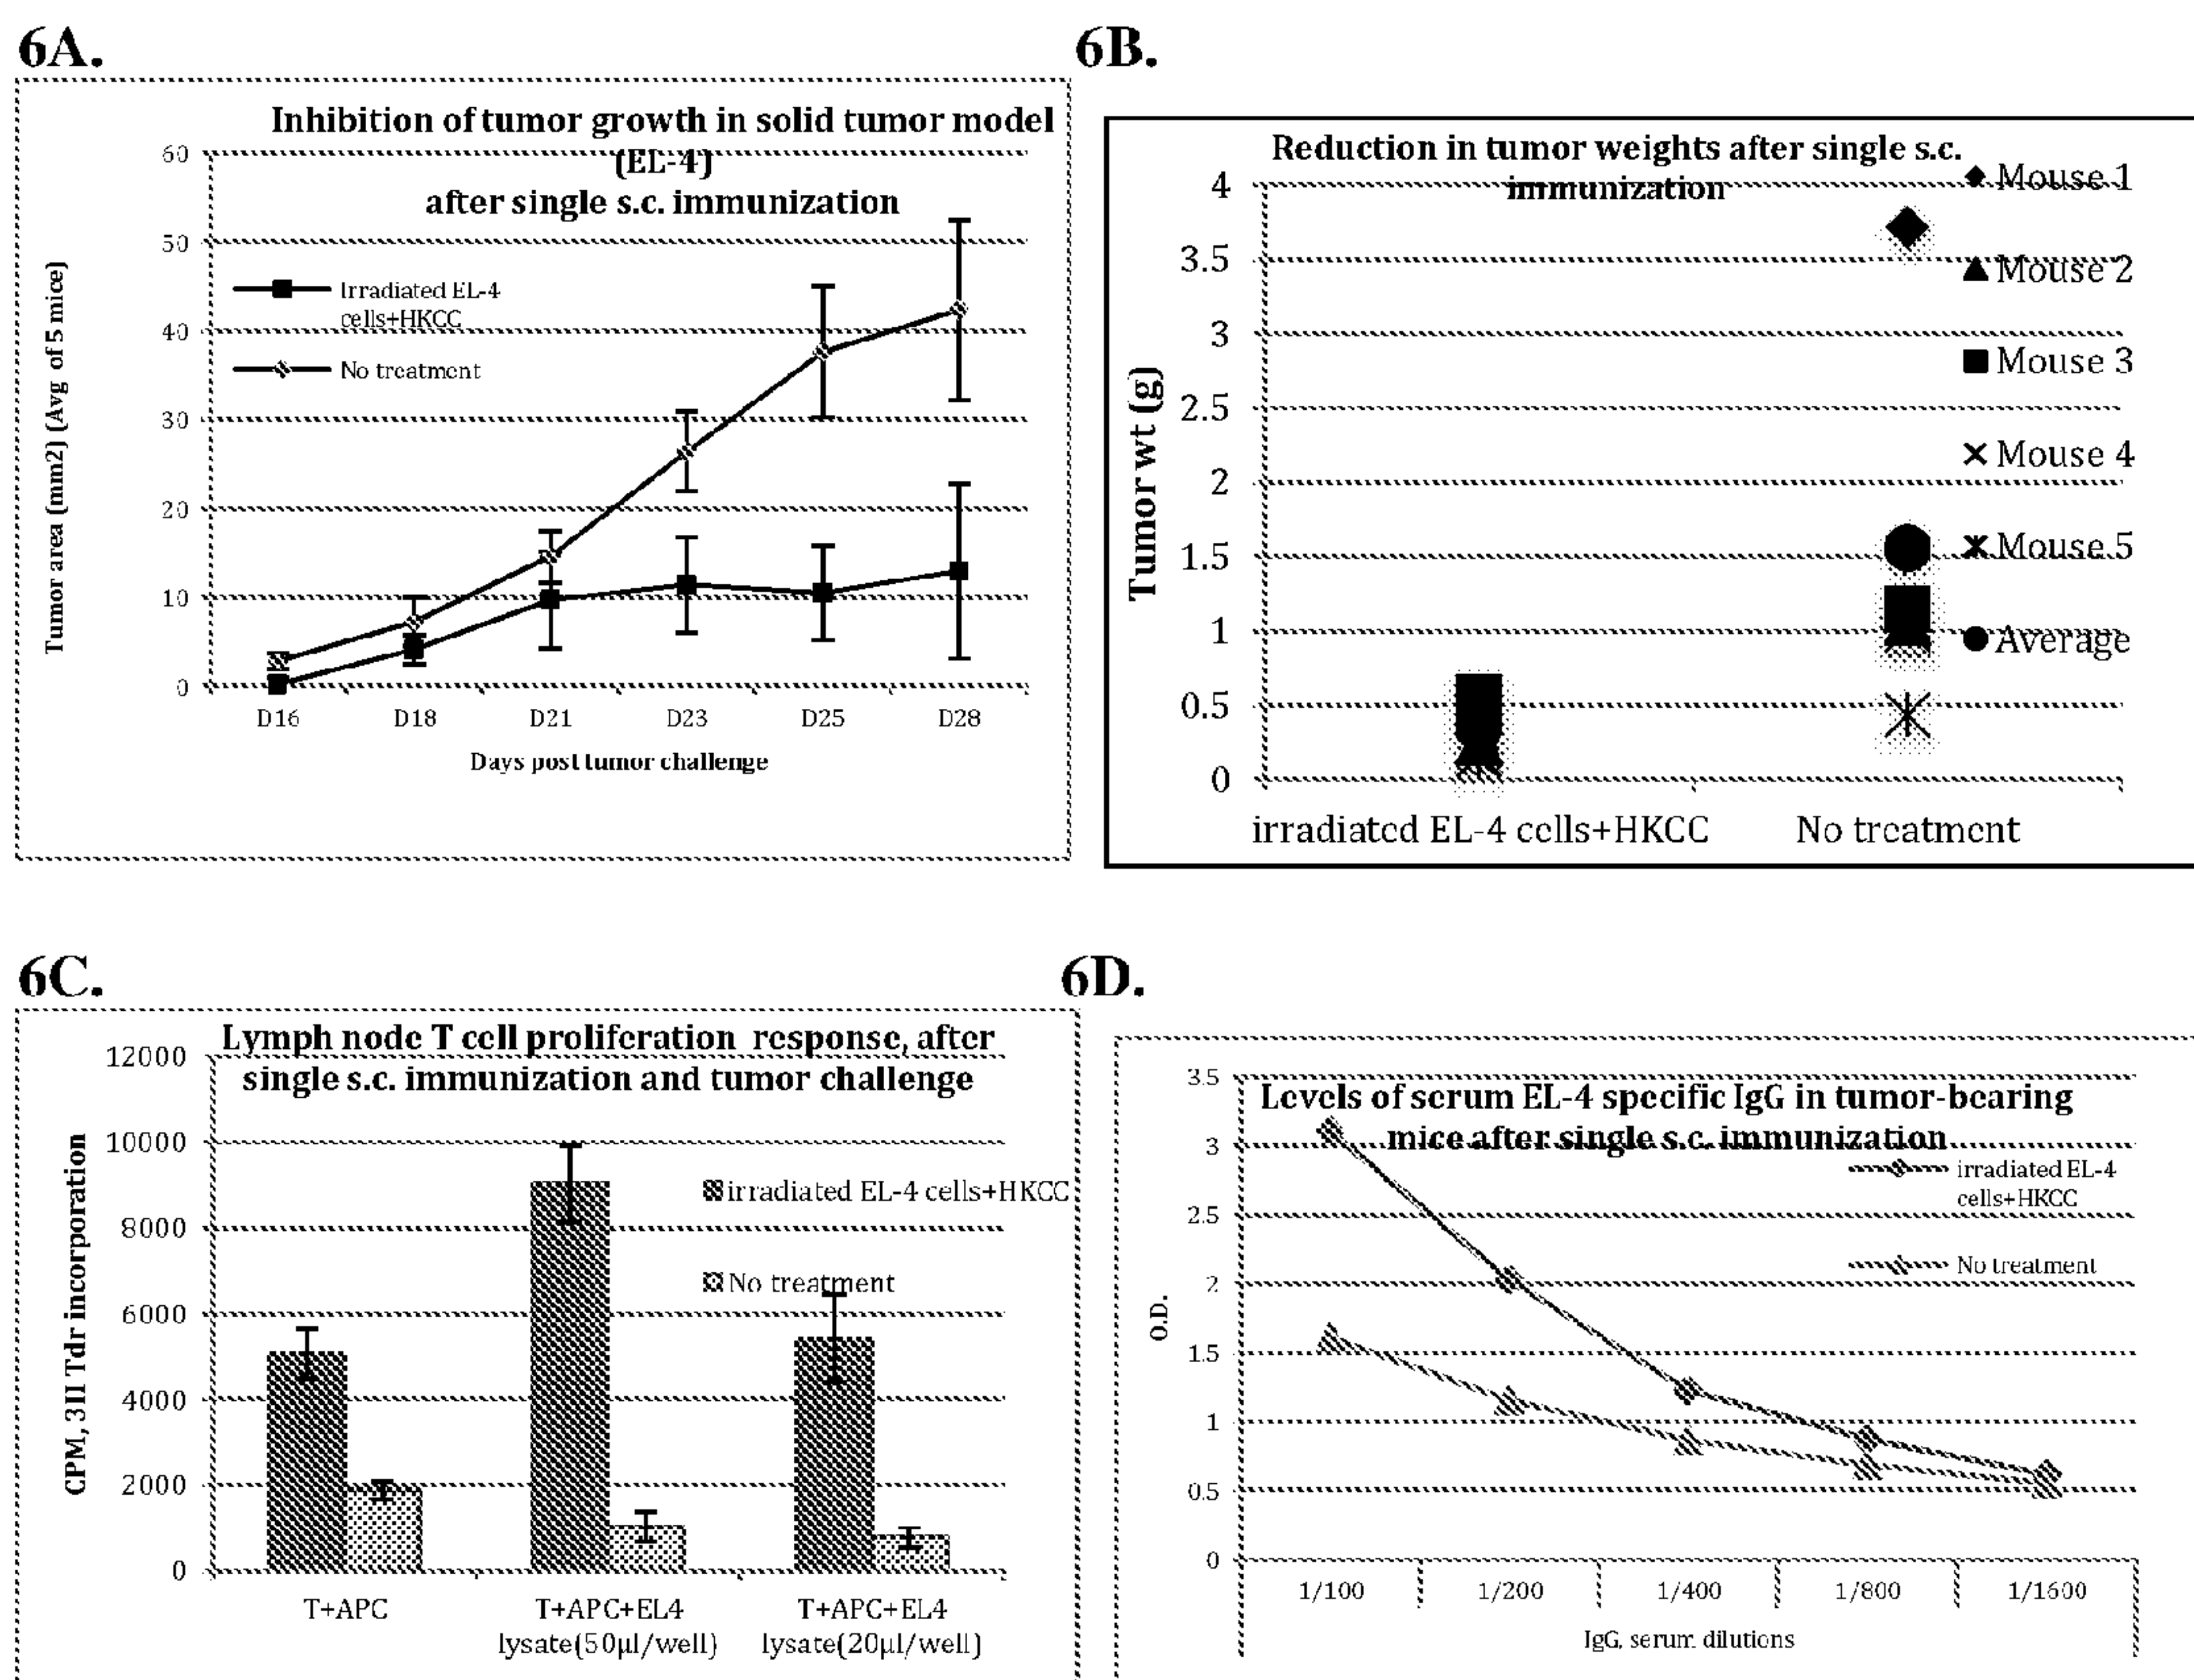 6A.
Inhibition of tumor growth in solid tumor model
(EL-4)
after single s.c. immunization
60
50
40
30
20
10
0
Tumor area (mm2) (Avg of 5 mice)
Irradiated EL-4
cells+HKCC
No treatment
D16 D18 D21 D23 D25 D28
Days post tumor challenge
6B.
Reduction in tumor weights after single s.c.
immunization
4
3.5
3
2.5
2
1.5
1
0.5
0
Tumor wt (g)
Mouse 1
Mouse 2
Mouse 3
Mouse 4
Mouse 5
Average
irradiated EL-4 cells+HKCC No treatment
6C.
Lymph node T cell proliferation response, after
single s.c. immunization and tumor challenge
12000
10000
8000
6000
4000
2000
0
CPM, 3H Tdr incorporation
irradiated EL-4 cells+HKCC
No treatment
T+APC T+APC+EL4 T+APC+EL4
lysate(50µl/well) lysate(20µl/well)
6D.
Levels of serum EL-4 specific IgG in tumor-bearing
mice after single s.c. immunization
3.5
3
2.5
2
1.5
1
0.5
0
O.D.
irradiated EL-4
cells+HKCC
No treatment
1/100 1/200 1/400 1/800 1/1600
IgG, serum dilutions